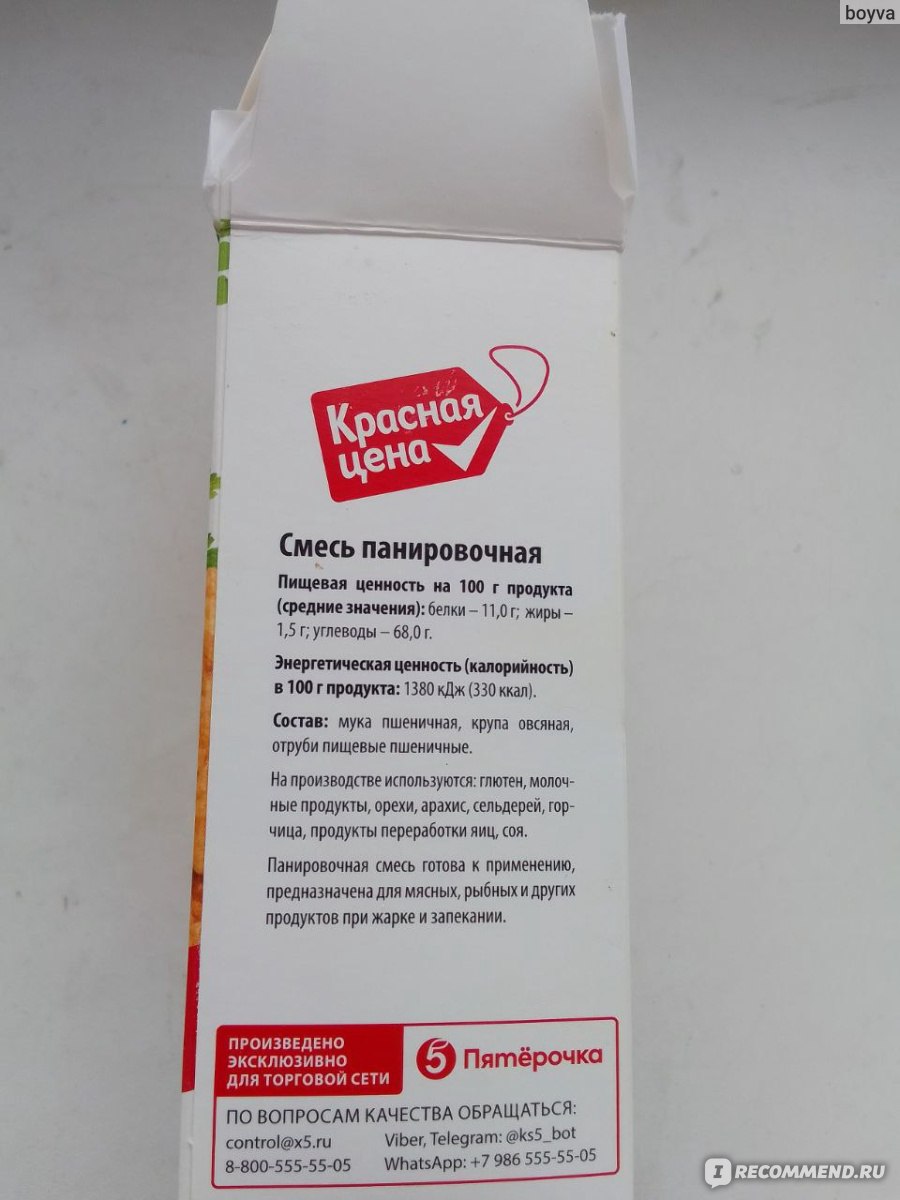 boyva
Красная
цена
Смесь панировочная
Пищевая ценность на 100 г продукта
(средние значения): белки – 11,0 г; жиры –
1,5 г; углеводы – 68,0 г.
Энергетическая ценность (калорийность)
в 100 г продукта: 1380 кДж (330 ккал).
Состав: мука пшеничная, крупа овсяная,
отруби пищевые пшеничные.
На производстве используются: глютен, молоч-
ные продукты, орехи, арахис, сельдерей, гор-
чица, продукты переработки яиц, соя.
Панировочная смесь готова к применению,
предназначена для мясных, рыбных и других
продуктов при жарке и запекании.
ПРОИЗВЕДЕНО
ЭКСКЛЮЗИВНО
ДЛЯ ТОРГОВОЙ СЕТИ
5 Пятёрочка
ПО ВОПРОСАМ КАЧЕСТВА ОБРАЩАТЬСЯ:
control@x5.ru Viber, Telegram: @ks5_bot
8-800-555-55-05 WhatsApp: +7 986 555-55-05
IRECOMMEND.RU